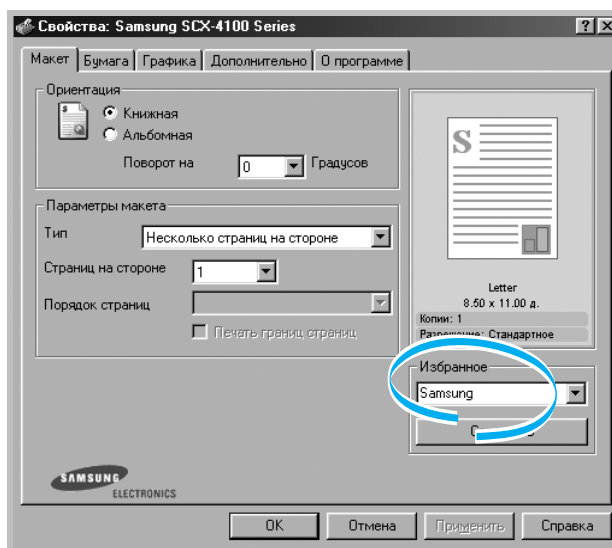 Свойства: Samsung SCX-4100 Series
Макет Бумага Графика Дополнительно О программе
Ориентация
Книжная
Альбомная
Поворот на 0 Градусов
Параметры макета
Тип Несколько страниц на стороне
Страниц на стороне 1
Порядок страниц
Печать границ страниц
S
S
Letter
8.50 x 11.00 д.
Копии: 1
Разрешение: Стандартное
Избранное
Samsung
SAMSUNG
ELECTRONICS
OK Отмена Применить Справка